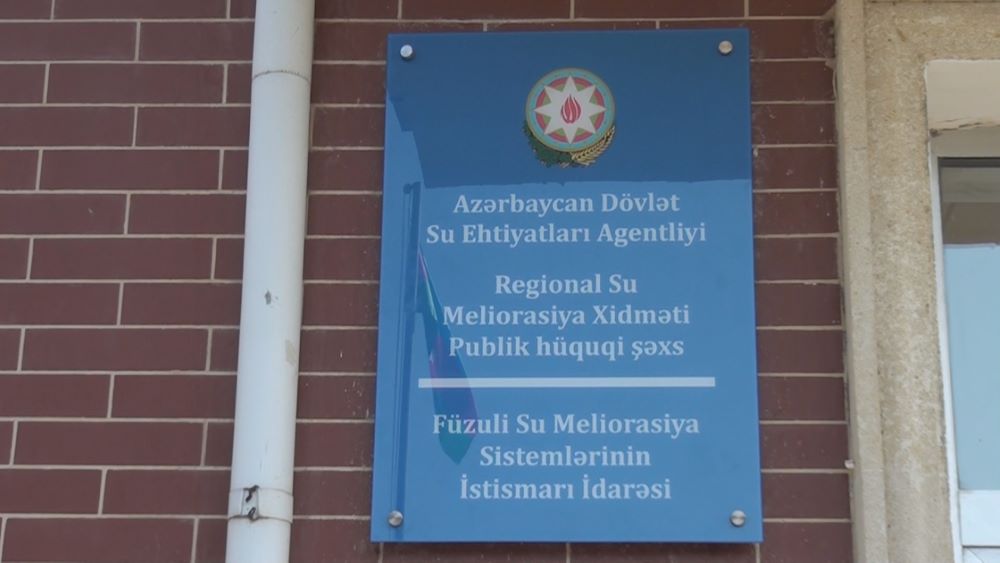 Azərbaycan Dövlət
Su Ehtiyatları Agentliyi
Regional Su
Meliorasiya Xidməti
Publik hüquqi şəxs
Füzuli Su Meliorasiya
Sistemlərinin
İstismarı İdarəsi